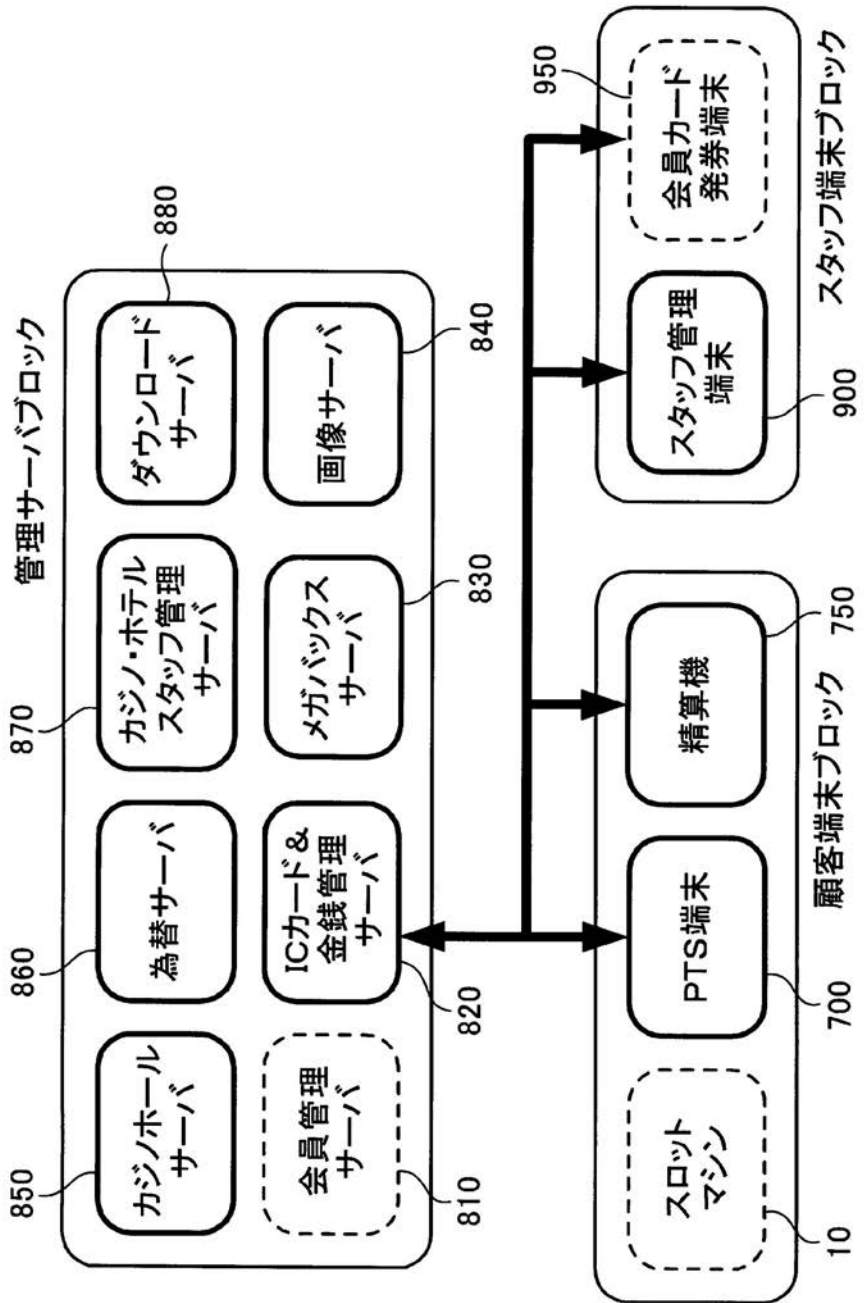 管理サーバブロック
850
カジノホール
サーバ
860
為替サーバ
870
カジノ・ホテル
スタッフ管理
サーバ
ダウンロード
サーバ
880
会員管理
サーバ
810
ICカード&
金銭管理
サーバ
820
メガバックス
サーバ
830
画像サーバ
840
スロット
マシン
10
PTS端末
700
精算機
750
顧客端末ブロック
スタッフ管理
端末
900
会員カード
発券端末
950
スタッフ端末ブロック